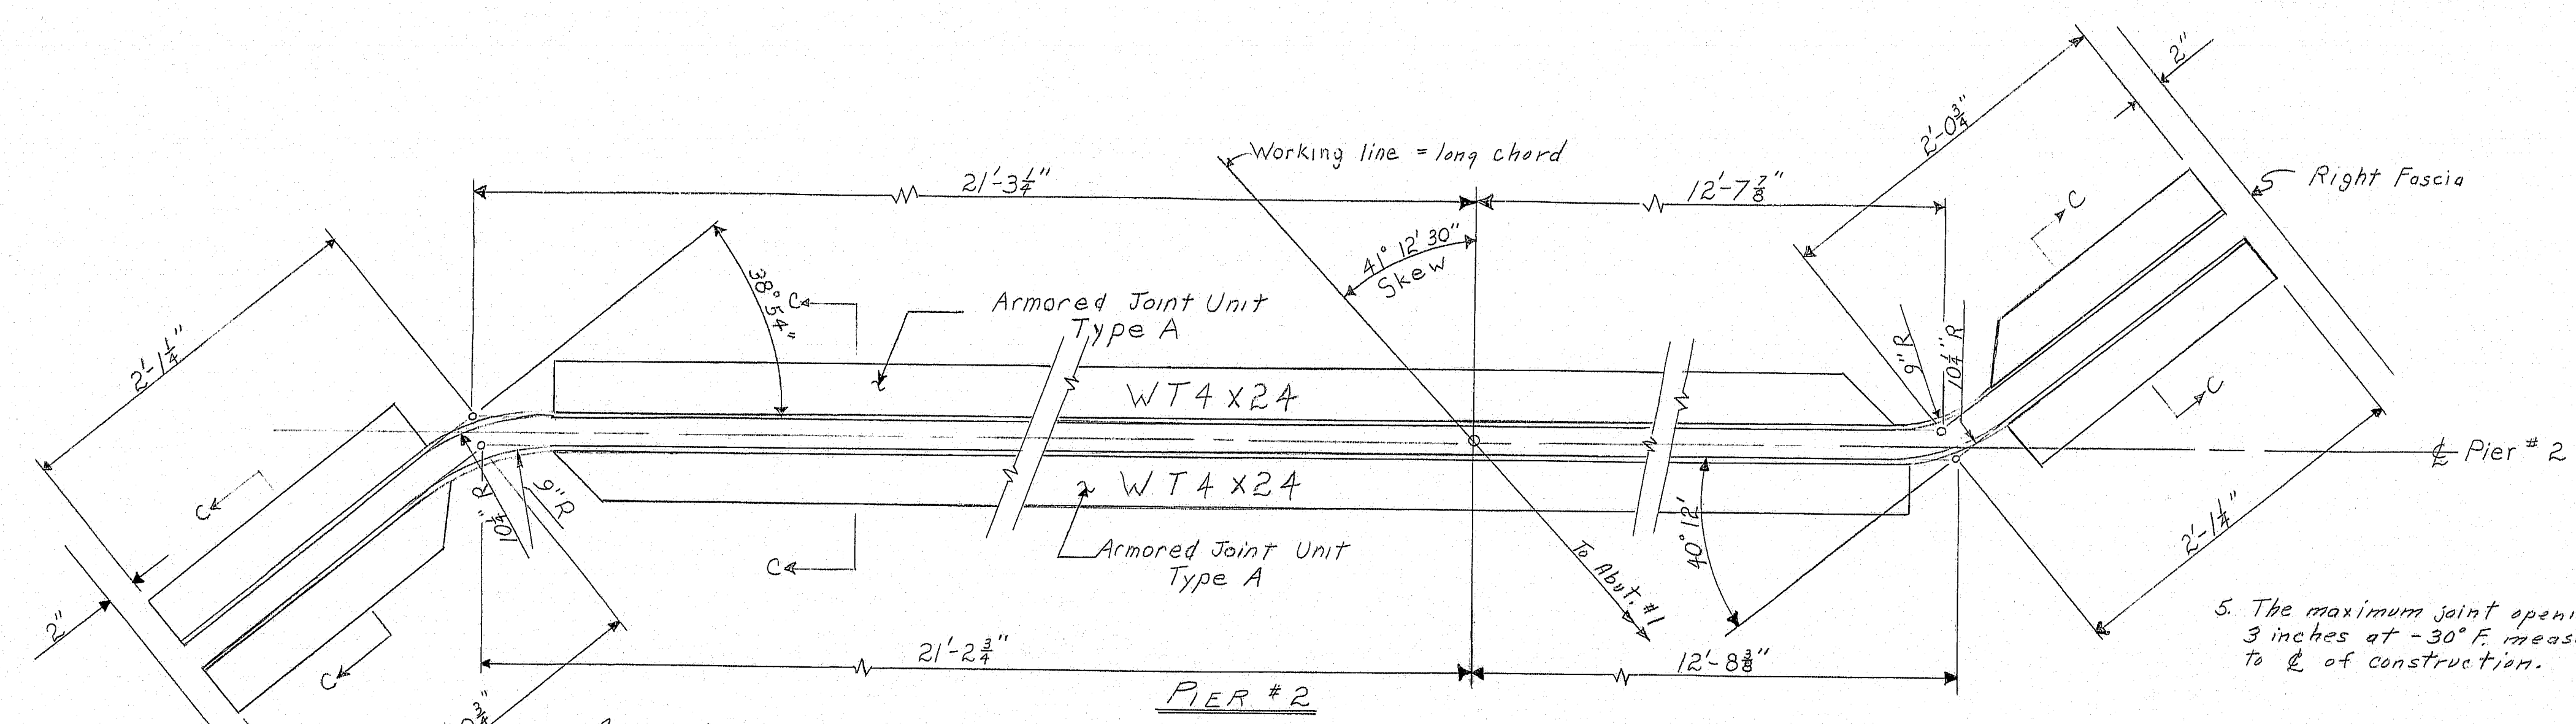 2"
2'-0¾"
Working line = long chord
21'-3¼"
12'-7⅞"
Right Fascia
C
41° 12' 30"
Skew
38° 54"
C
Armored Joint Unit
Type A
2'-1¼"
9" R
10¼" R
C
WT4x24
℄ Pier #2
WT4x24
C
10¼" R
9"R
40° 12'
2'-1¼"
Armored Joint Unit
Type A
C
To Abut. #1
2"
C
5. The maximum joint openi
3 inches at -30° F. meas
to ℄ of construction.
21'-2¾"
12'-8⅜"
PIER #2